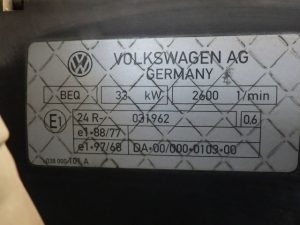 VOLKSWAGEN AG
GERMANY
BEQ 33 kW 2600 1/min
E1 24 R- 031962 0,6
e1·88/77
e1·97/68 DA·00/000·0103·00